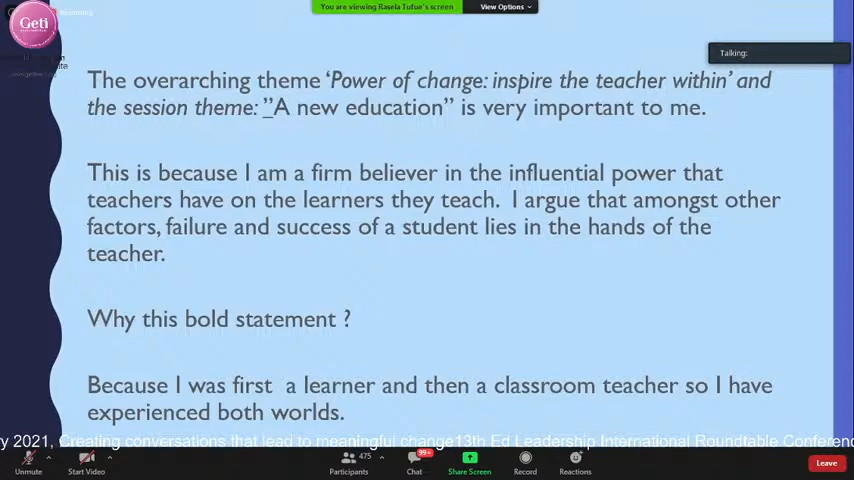 Geti
You are viewing Rasela Tufue's screen
View Options
Talking:
The overarching theme ‘Power of change: inspire the teacher within’ and
the session theme: ”A new education” is very important to me.
This is because I am a firm believer in the influential power that
teachers have on the learners they teach. I argue that amongst other
factors, failure and success of a student lies in the hands of the
teacher.
Why this bold statement ?
Because I was first a learner and then a classroom teacher so I have
experienced both worlds.
y 2021, Creating conversations that lead to meaningful change13th Ed Leadership International Roundtable Conferenc
475
99+
Unmute
Start Video
Participants
Chat
Share Screen
Record
Reactions
Leave